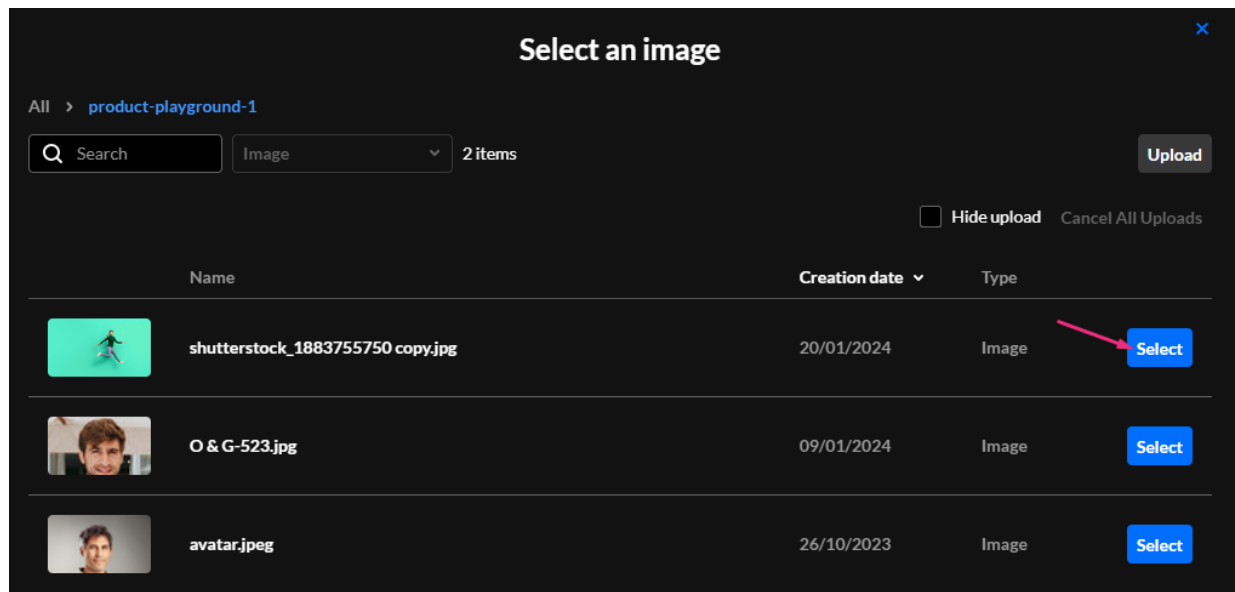 Select an image
All > product-playground-1
Search Image 2 items Upload
Hide upload Cancel All Uploads
Name Creation date Type
shutterstock_1883755750 copy.jpg 20/01/2024 Image Select
O & G-523.jpg 09/01/2024 Image Select
avatar.jpeg 26/10/2023 Image Select